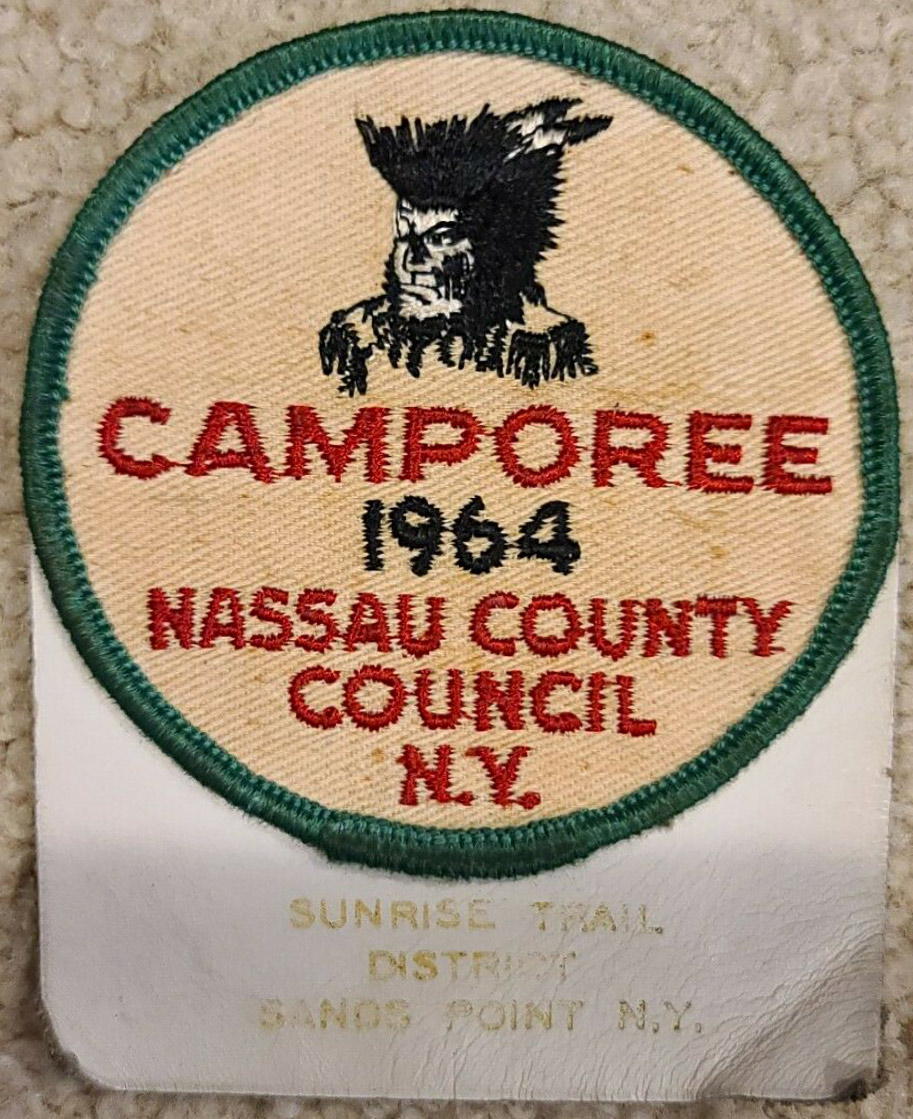 CAMPOREE
1964
NASSAU COUNTY
COUNCIL
N.Y.
SUNRISE TRAIL
DISTRICT
SANDS POINT N.Y.